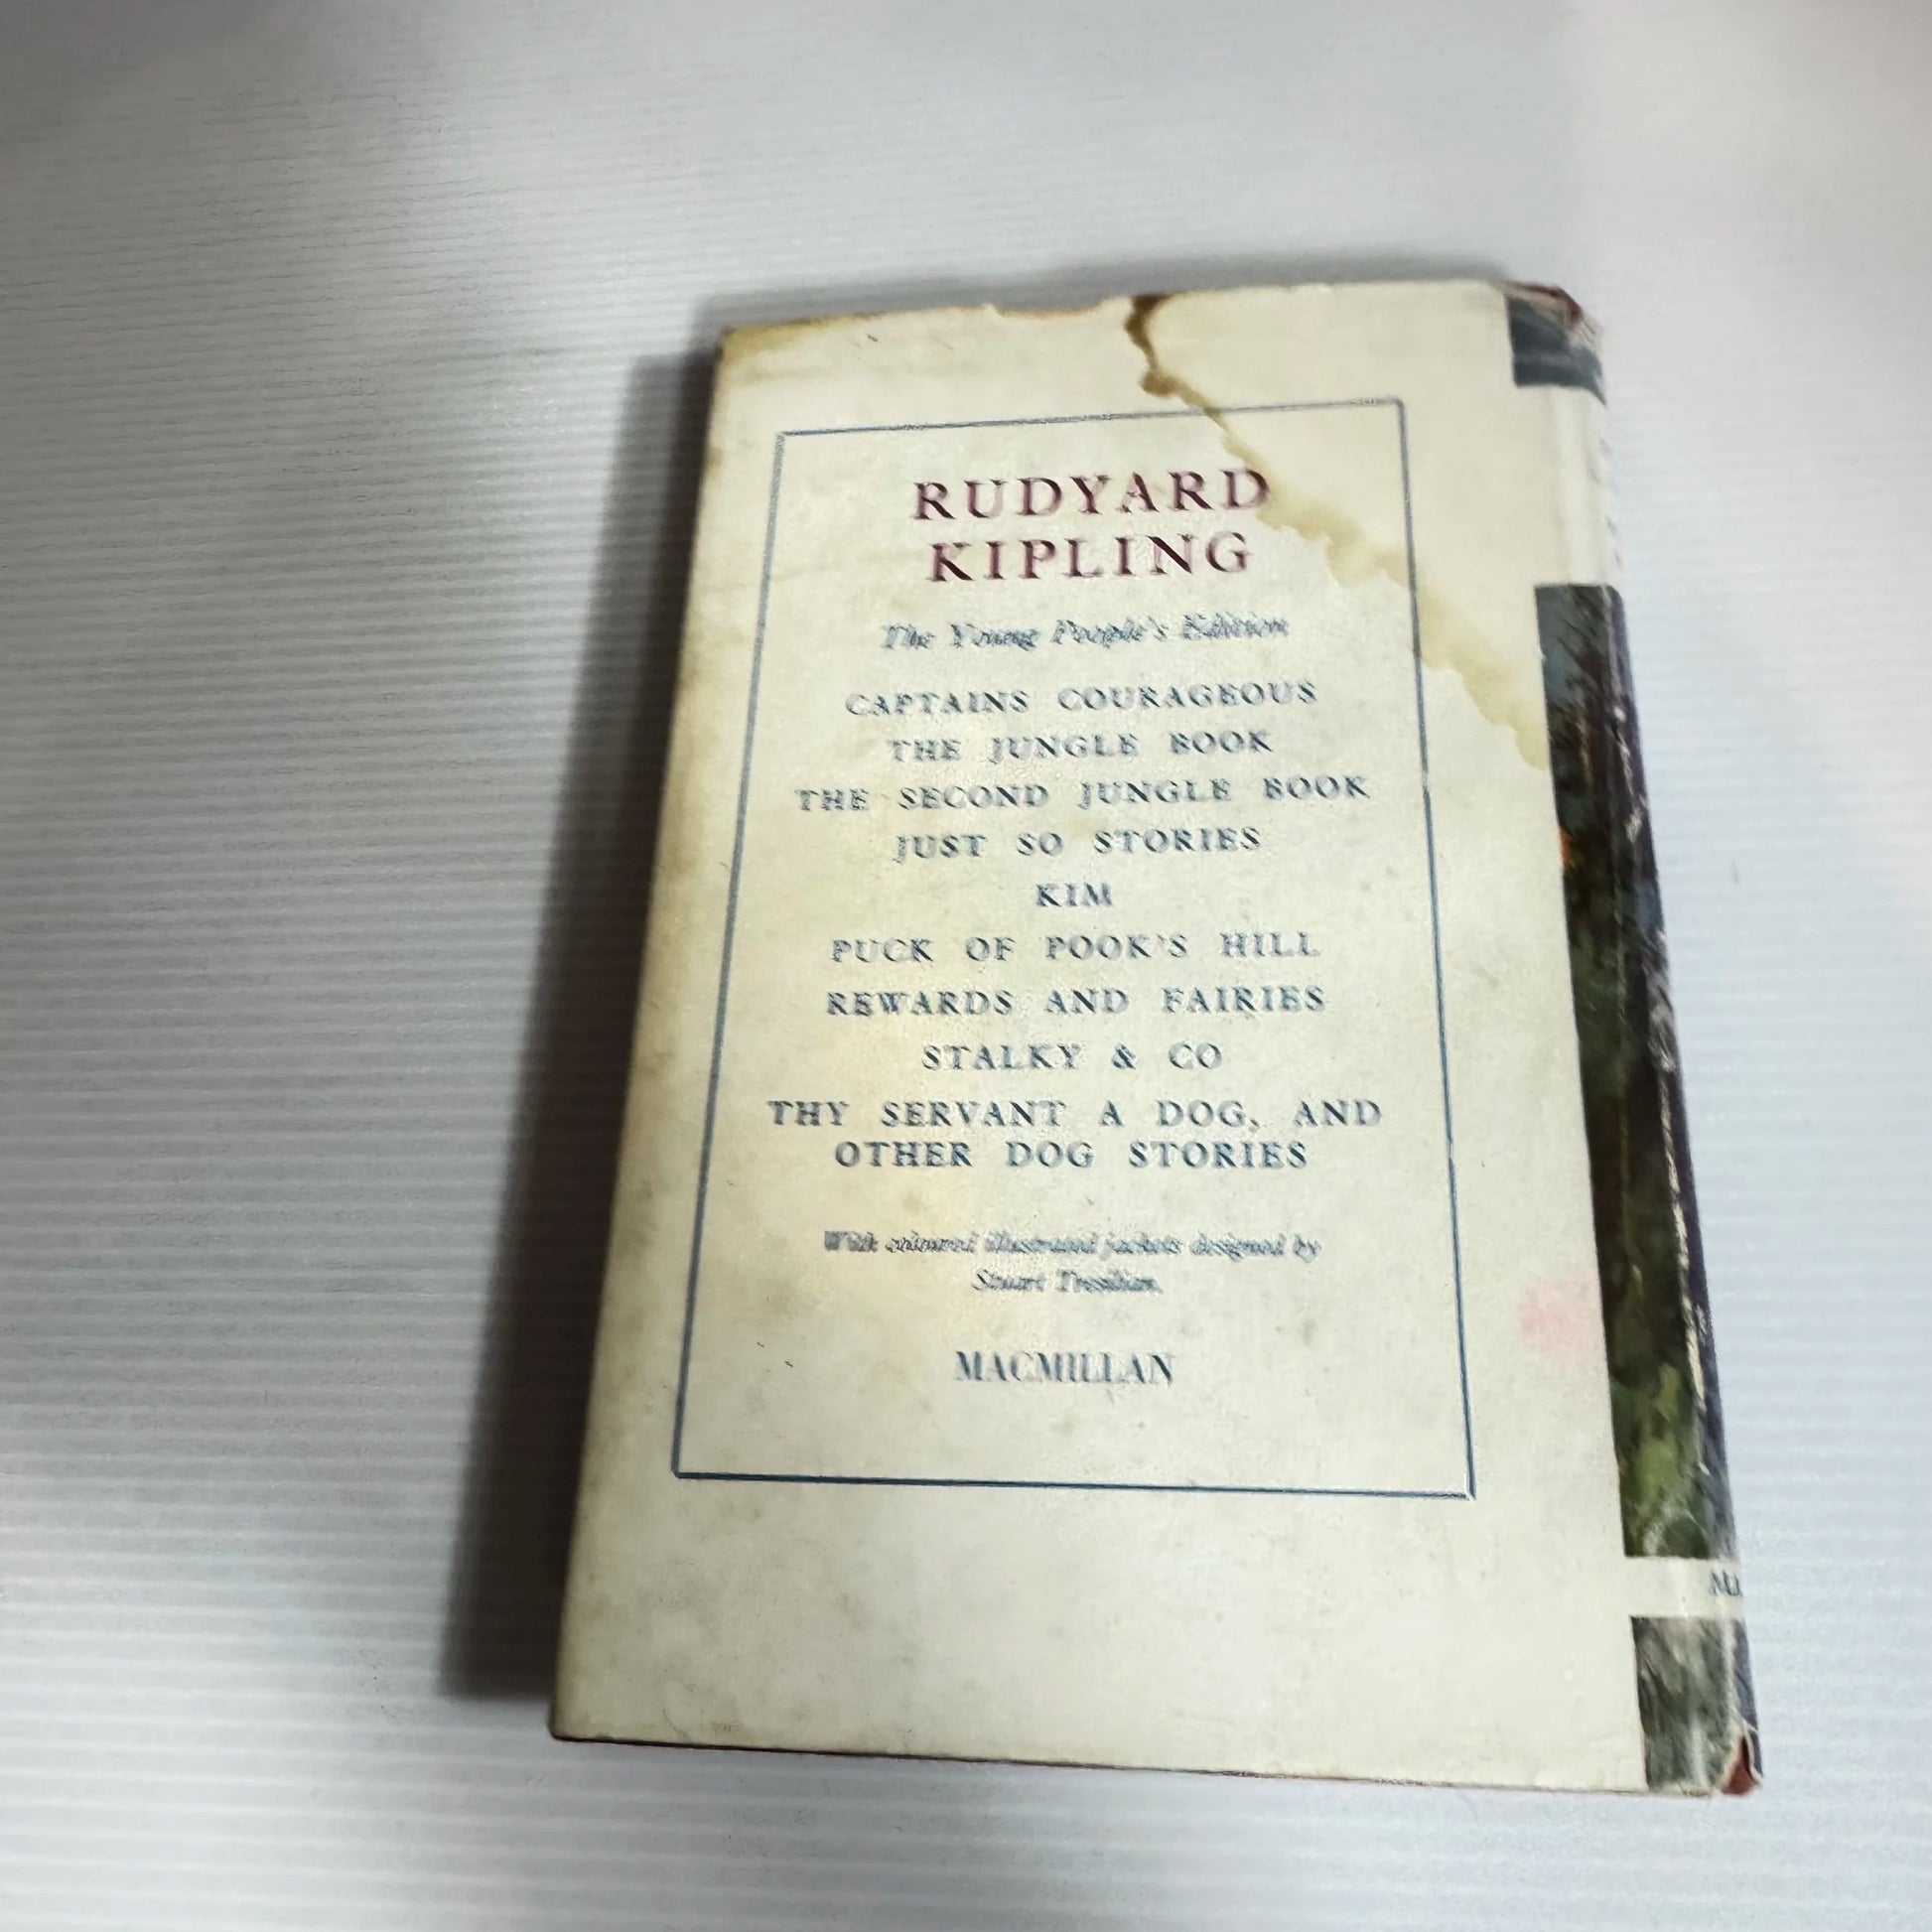 RUDYARD
KIPLING
The Young People's Edition
CAPTAINS COURAGEOUS
THE JUNGLE BOOK
THE SECOND JUNGLE BOOK
JUST SO STORIES
KIM
PUCK OF POOK'S HILL
REWARDS AND FAIRIES
STALKY & CO
THY SERVANT A DOG, AND
OTHER DOG STORIES
With coloured illustrated jackets designed by
Stuart Tresilian.
MACMILLAN